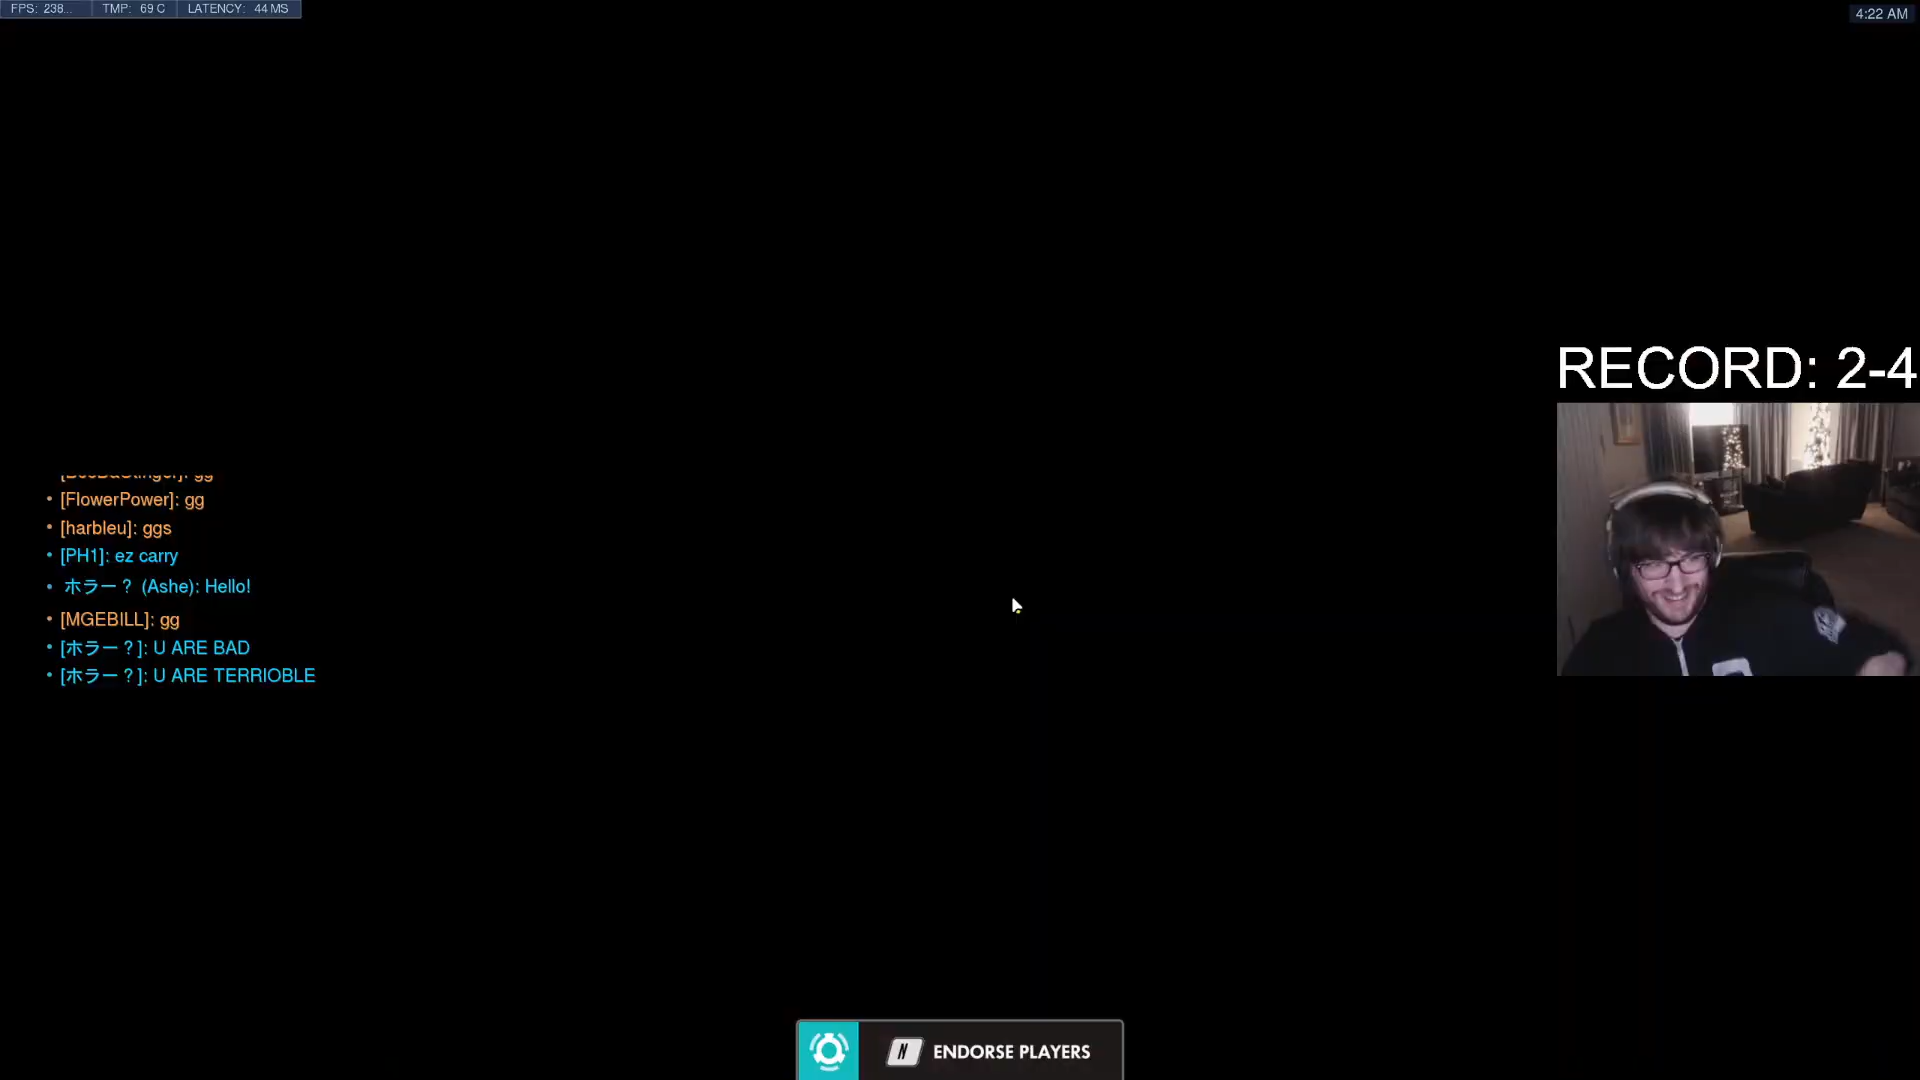 FPS: 238... TMP: 69 C LATENCY: 44 MS
4:22 AM
RECORD: 2-4
gg
• [FlowerPower]: gg
• [harbleu]: ggs
• [PH1]: ez carry
• ホラー？ (Ashe): Hello!
• [MGEBILL]: gg
• [ホラー？]: U ARE BAD
• [ホラー？]: U ARE TERRIOBLE
N ENDORSE PLAYERS